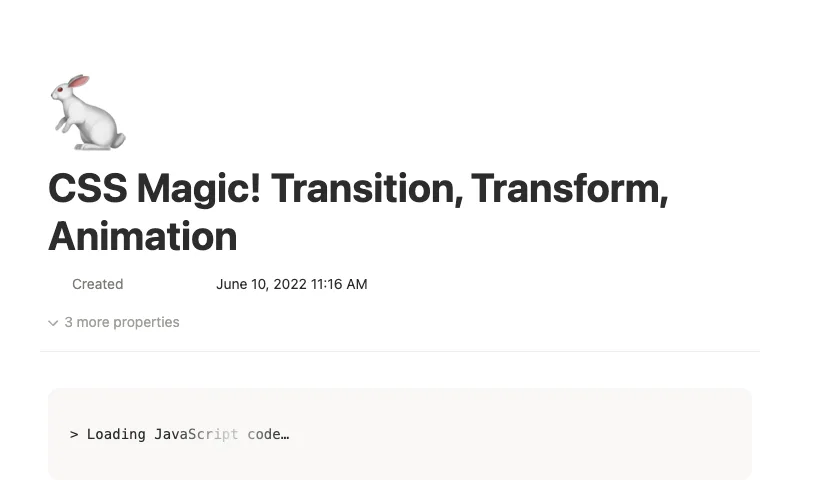 CSS Magic! Transition, Transform,
Animation
Created June 10, 2022 11:16 AM
3 more properties
> Loading JavaScript code…